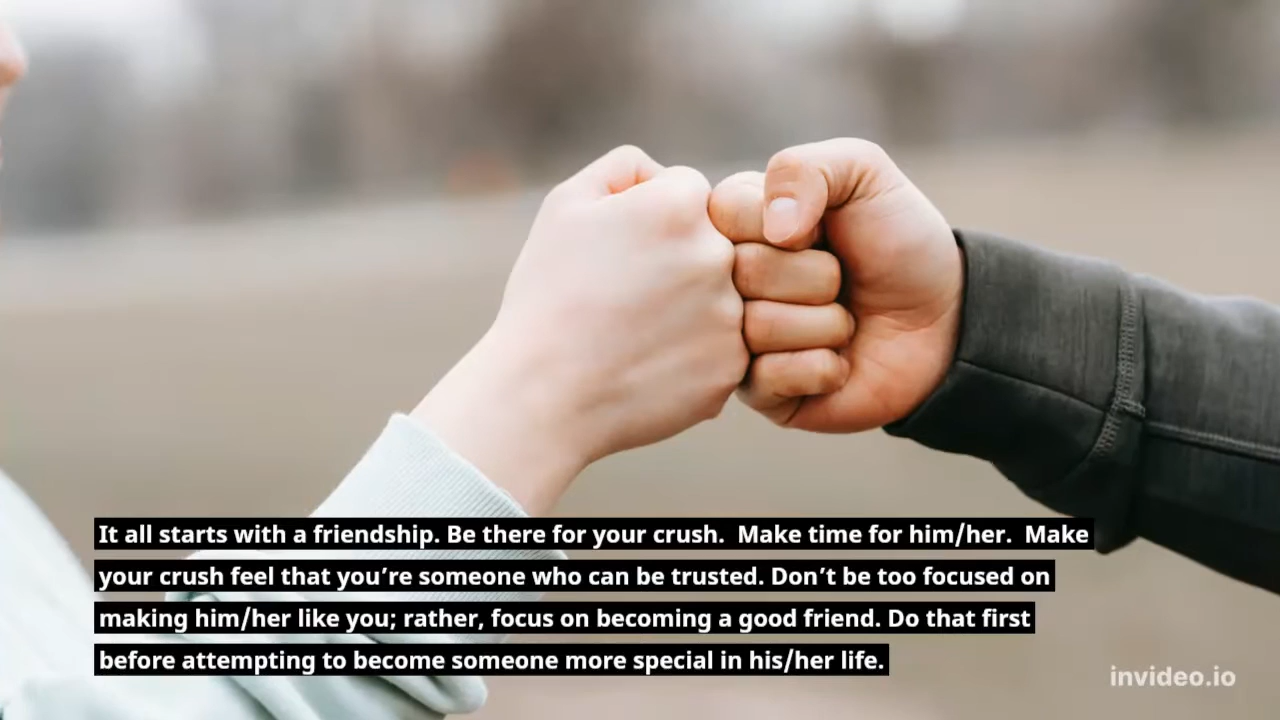 It all starts with a friendship. Be there for your crush.  Make time for him/her.  Make
your crush feel that you’re someone who can be trusted. Don’t be too focused on
making him/her like you; rather, focus on becoming a good friend. Do that first
before attempting to become someone more special in his/her life.
invideo.io